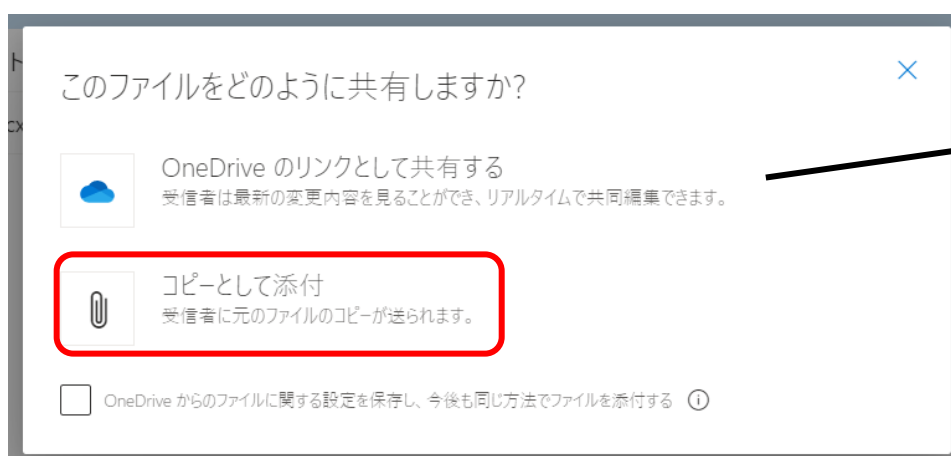 ト
このファイルをどのように共有しますか?
cx
OneDrive のリンクとして共有する
受信者は最新の変更内容を見ることができ、リアルタイムで共同編集できます。
コピーとして添付
受信者に元のファイルのコピーが送られます。
OneDrive からのファイルに関する設定を保存し、今後も同じ方法でファイルを添付する